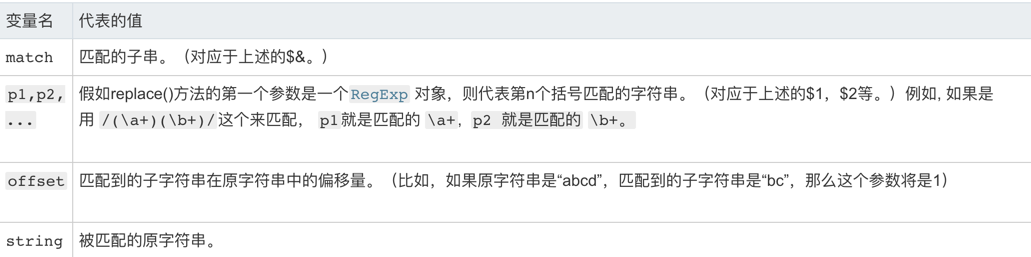 变量名 代表的值
match 匹配的子串。（对应于上述的$&。）
p1,p2, 假如replace()方法的第一个参数是一个RegExp 对象，则代表第n个括号匹配的字符串。（对应于上述的$1，$2等。）例如, 如果是
... 用 /(\a+)(\b+)/这个来匹配， p1就是匹配的 \a+， p2 就是匹配的 \b+。
offset 匹配到的子字符串在原字符串中的偏移量。（比如，如果原字符串是“abcd”，匹配到的子字符串是“bc”，那么这个参数将是1）
string 被匹配的原字符串。